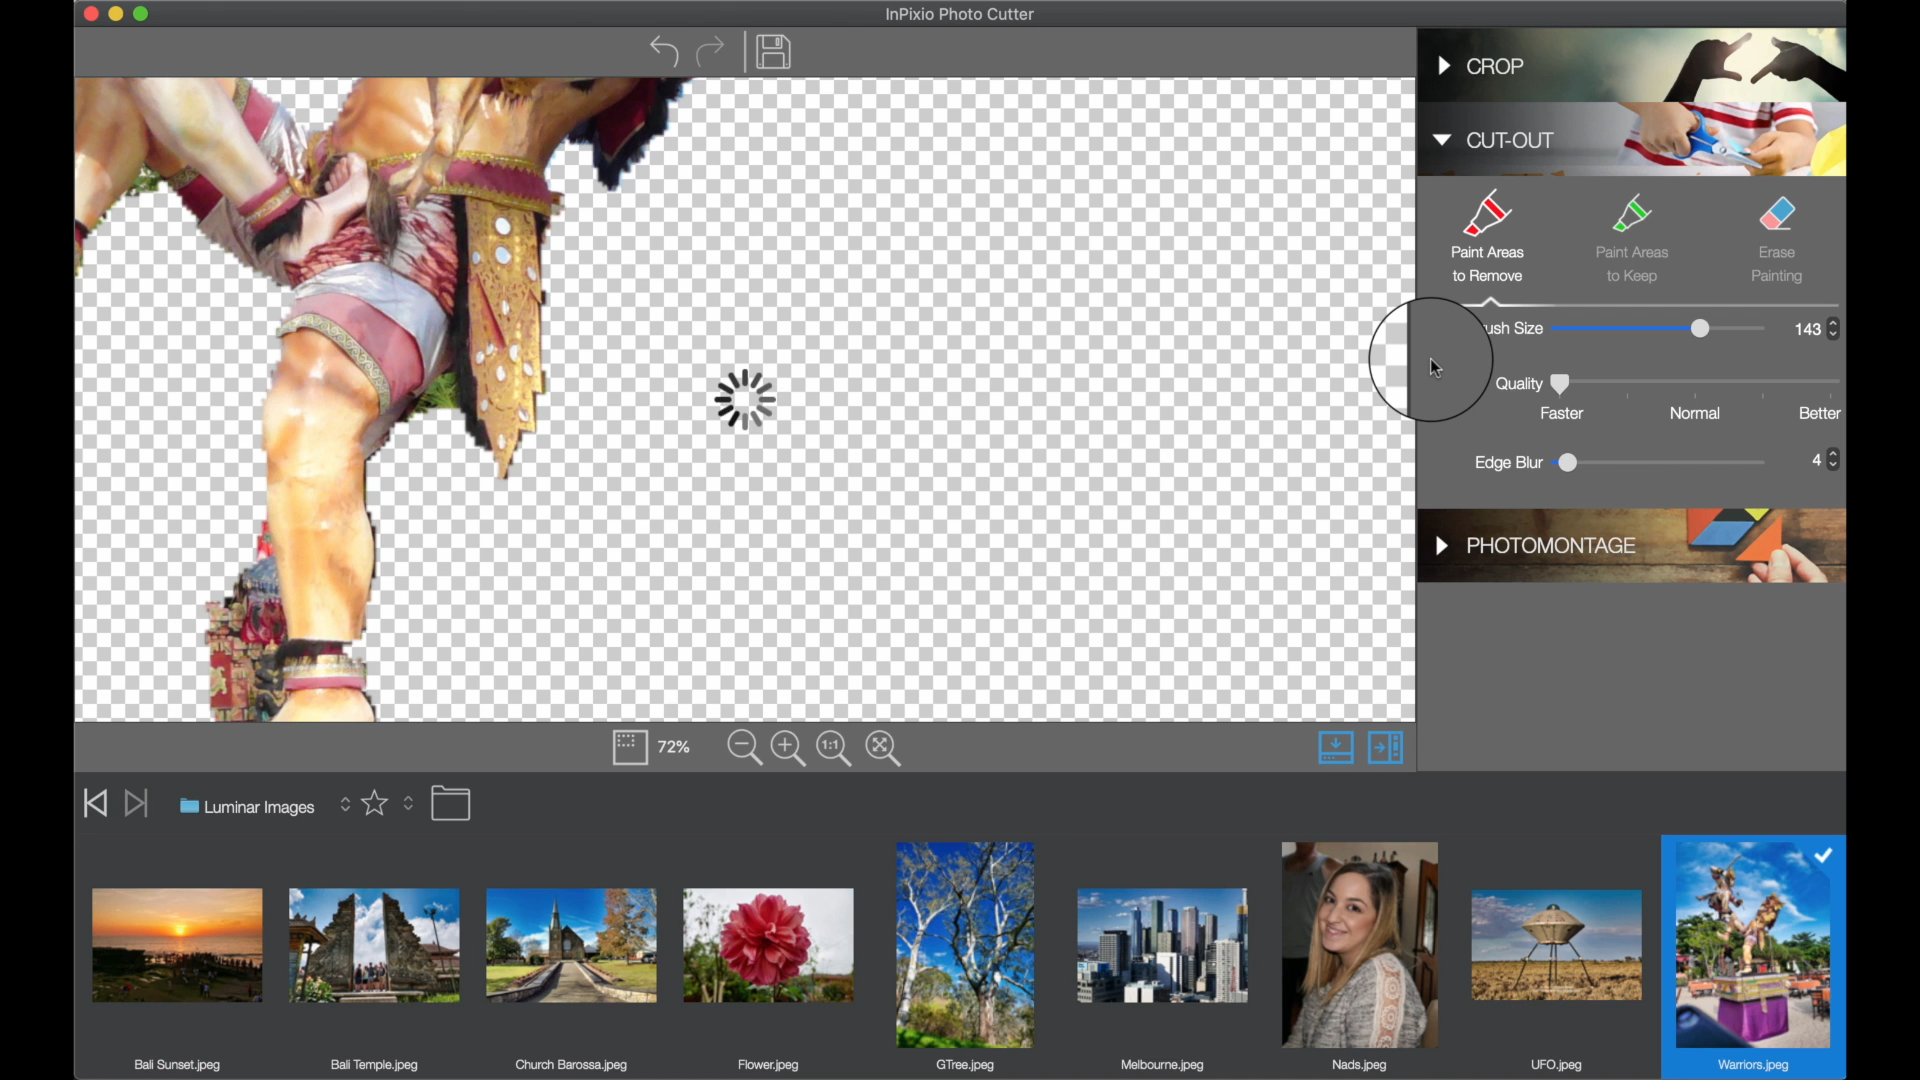 InPixio Photo Cutter
CROP
CUT-OUT
Paint Areas
to Remove
Paint Areas
to Keep
Erase
Painting
ush Size
143
Quality
Faster
Normal
Better
Edge Blur
4
PHOTOMONTAGE
72%
1:1
Luminar Images
Bali Sunset.jpeg
Bali Temple.jpeg
Church Barossa.jpeg
Flower.jpeg
GTree.jpeg
Melbourne.jpeg
Nads.jpeg
UFO.jpeg
Warriors.jpeg